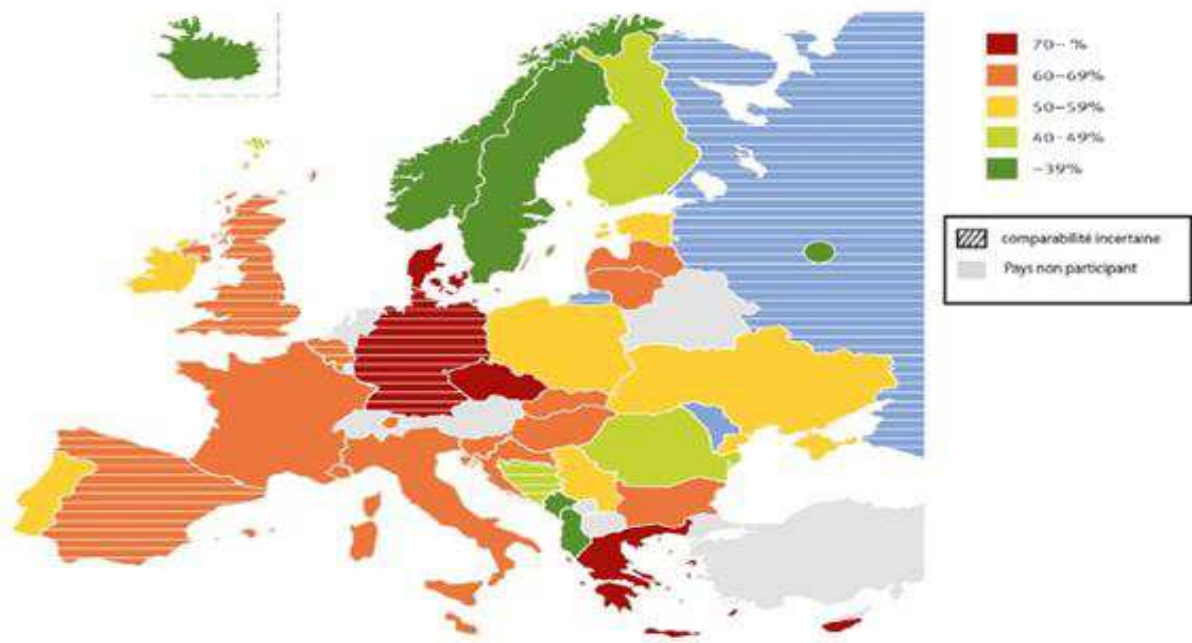 70- %
60-69%
50-59%
40-49%
-39%
comparabilité incertaine
Pays non participant